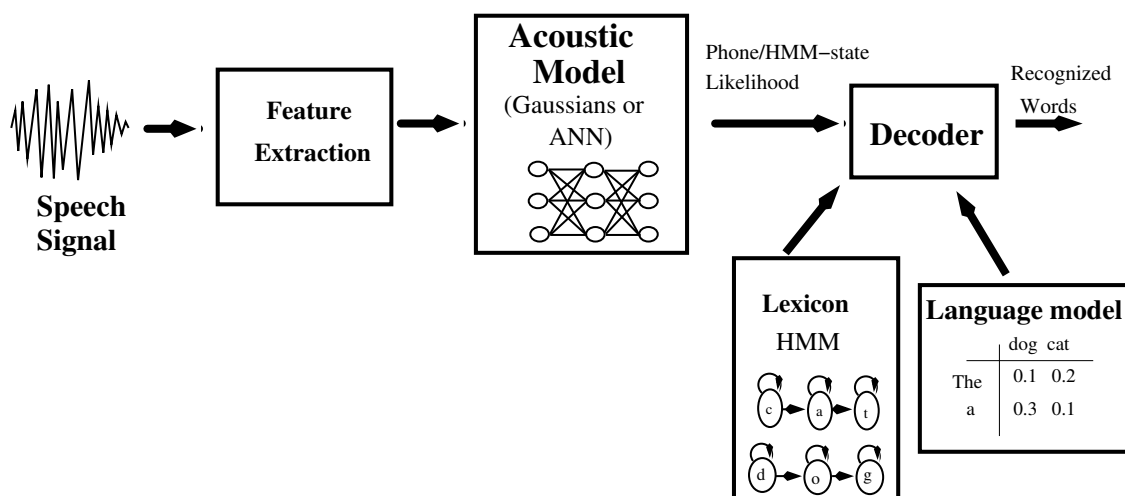 Speech
Signal
Feature
Extraction
Acoustic
Model
(Gaussians or
ANN)
Phone/HMM−state
Likelihood
Decoder
Recognized
Words
Lexicon
HMM
c a t
d o g
Language model
dog cat
The 0.1 0.2
a 0.3 0.1